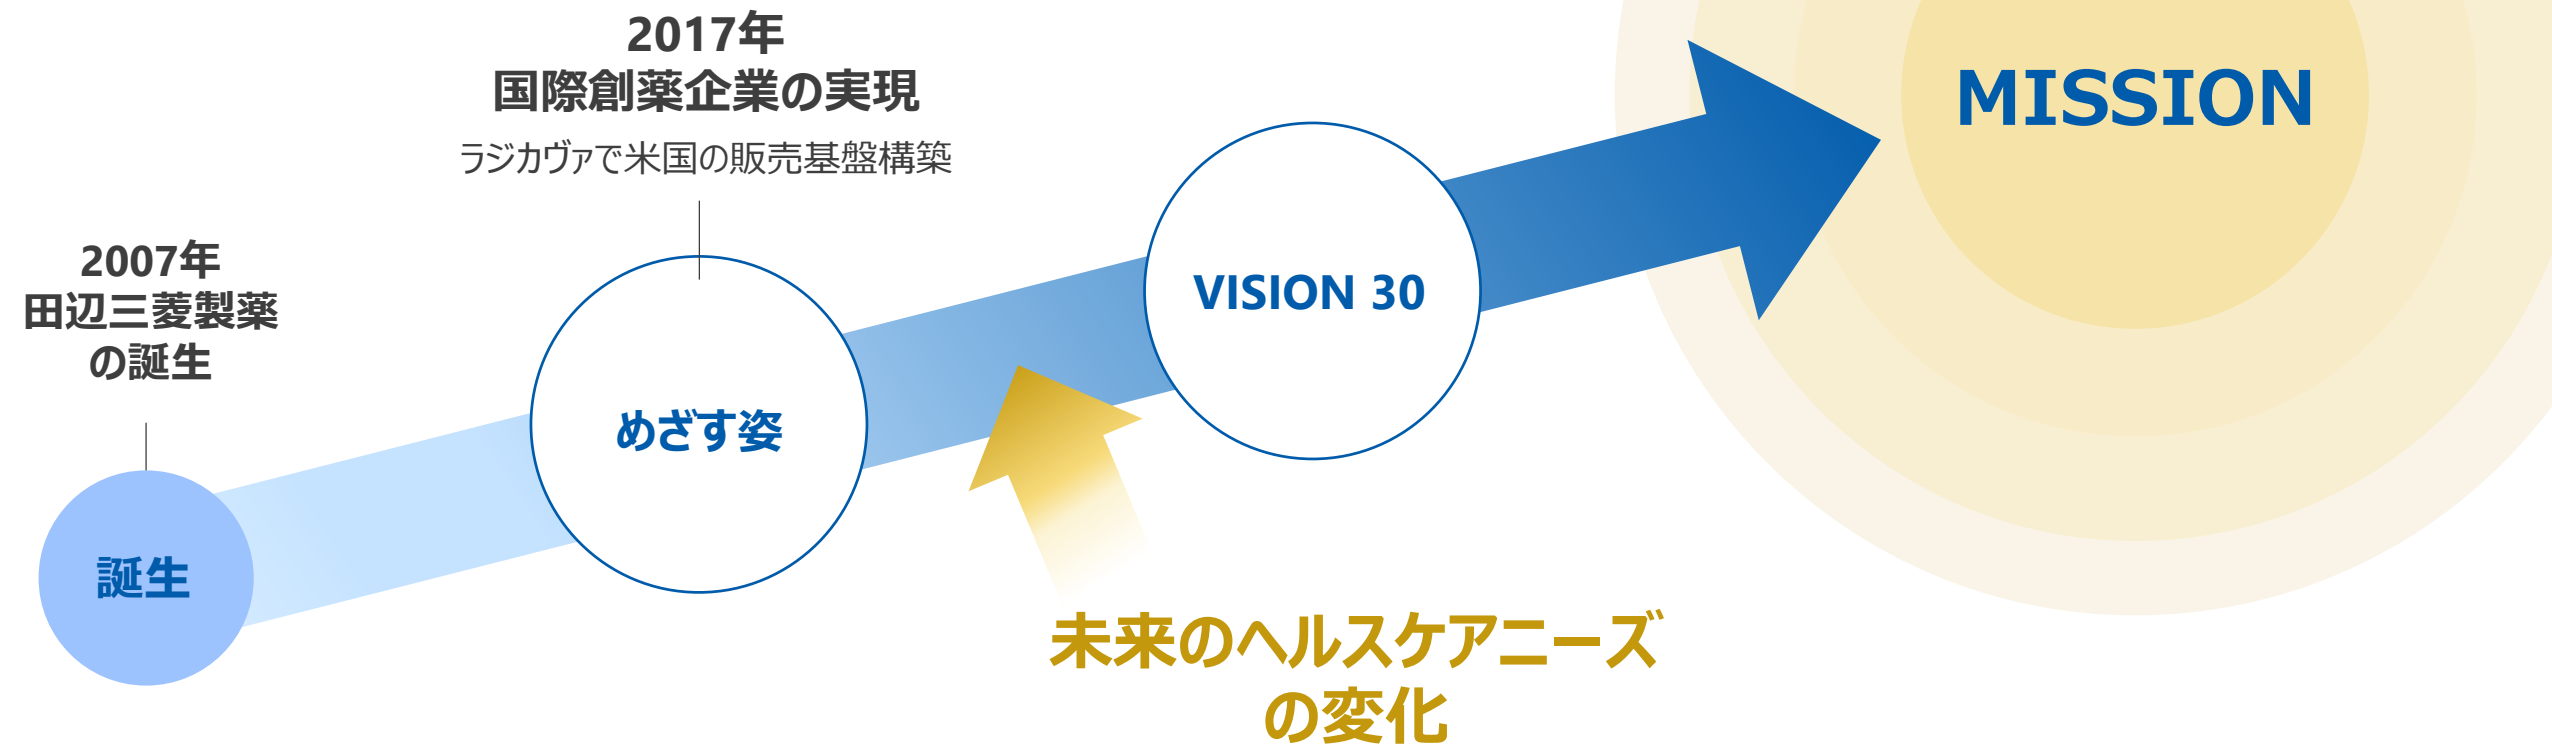 2017年
国際創薬企業の実現
ラジカヴァで米国の販売基盤構築
2007年
田辺三菱製薬
の誕生
誕生
めざす姿
VISION 30
MISSION
未来のヘルスケアニーズ
の変化